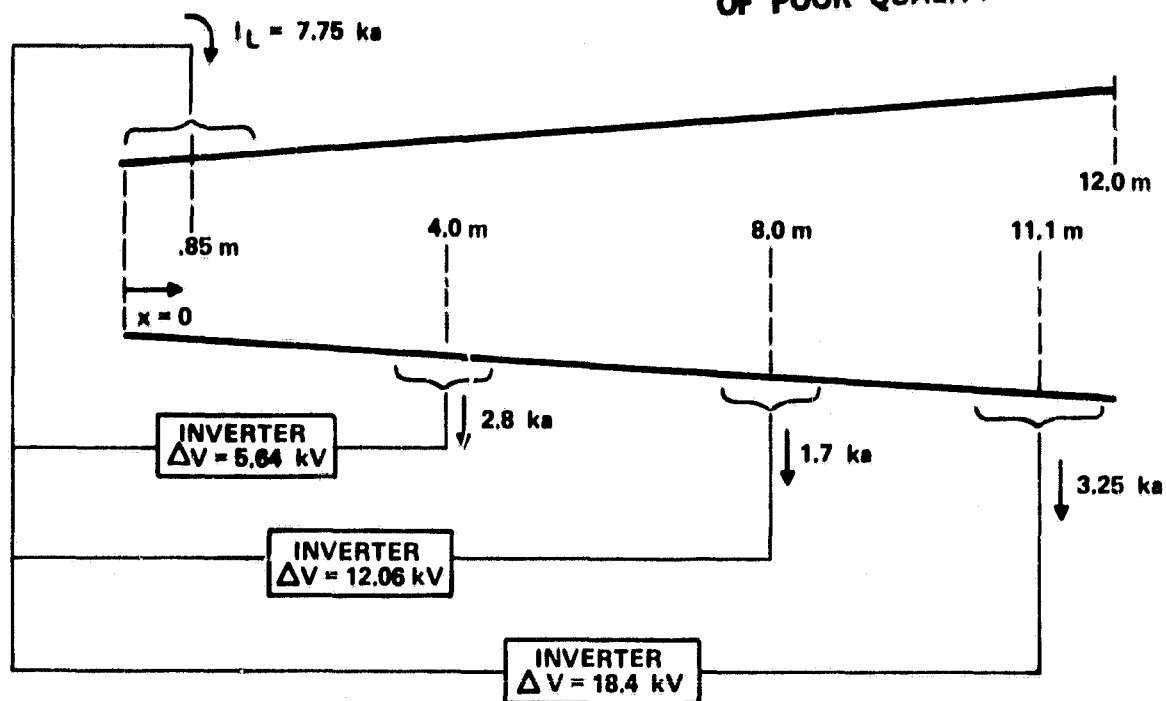 OF POOR QUALITY
I_L = 7.75 ka
12.0 m
.85 m
4.0 m
8.0 m
11.1 m
x = 0
2.8 ka
INVERTER
ΔV = 5.64 kV
1.7 ka
3.25 ka
INVERTER
ΔV = 12.06 kV
INVERTER
ΔV = 18.4 kV